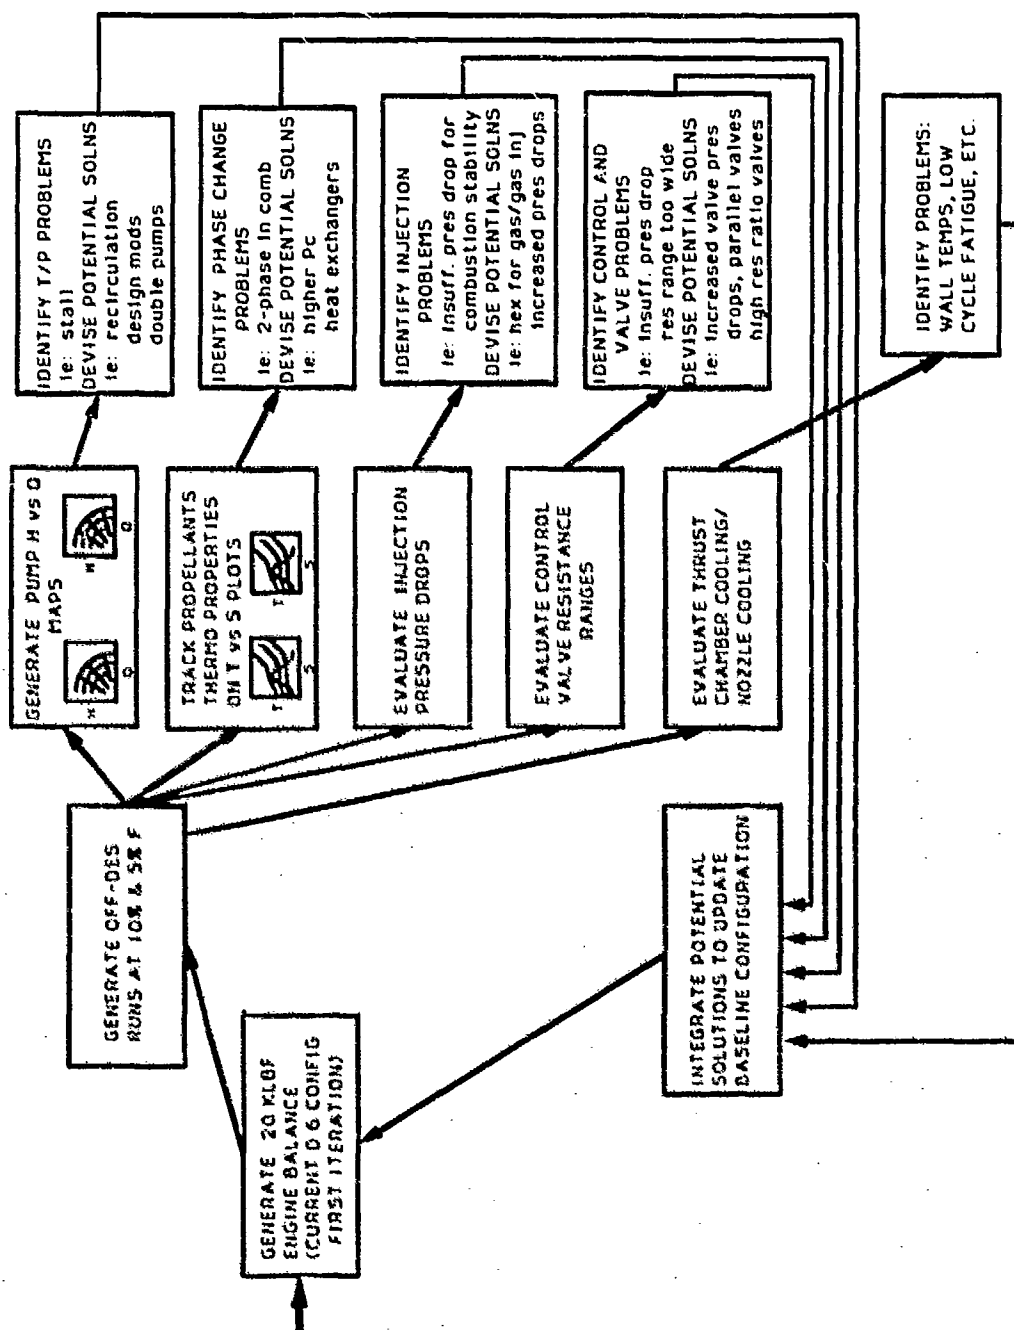 GENERATE 20 KLBF
ENGINE BALANCE
(CURRENT D 6 CONFIG
FIRST ITERATION)
GENERATE OFF-DES
RUNS AT 10% & 5% F
GENERATE PUMP H vs Q
MAPS
H
Q
H
Q
TRACK PROPELLANTS
THERMO PROPERTIES
ON T vs S PLOTS
T
S
T
S
EVALUATE INJECTION
PRESSURE DROPS
EVALUATE CONTROL
VALVE RESISTANCE
RANGES
EVALUATE THRUST
CHAMBER COOLING/
NOZZLE COOLING
IDENTIFY T/P PROBLEMS
ie: stall
DEVISE POTENTIAL SOLNS
ie: recirculation
design mods
double pumps
IDENTIFY PHASE CHANGE
PROBLEMS
ie: 2-phase in comb
DEVISE POTENTIAL SOLNS
ie: higher Pc
heat exchangers
IDENTIFY INJECTION
PROBLEMS
ie: insuff. pres drop for
combustion stability
DEVISE POTENTIAL SOLNS
ie: hex for gas/gas inj
increased pres drops
IDENTIFY CONTROL AND
VALVE PROBLEMS
ie: insuff. pres drop
res range too wide
DEVISE POTENTIAL SOLNS
ie: increased valve pres
drops, parallel valves
high res ratio valves
IDENTIFY PROBLEMS:
WALL TEMPS, LOW
CYCLE FATIGUE, ETC.
INTEGRATE POTENTIAL
SOLUTIONS TO UPDATE
BASELINE CONFIGURATION